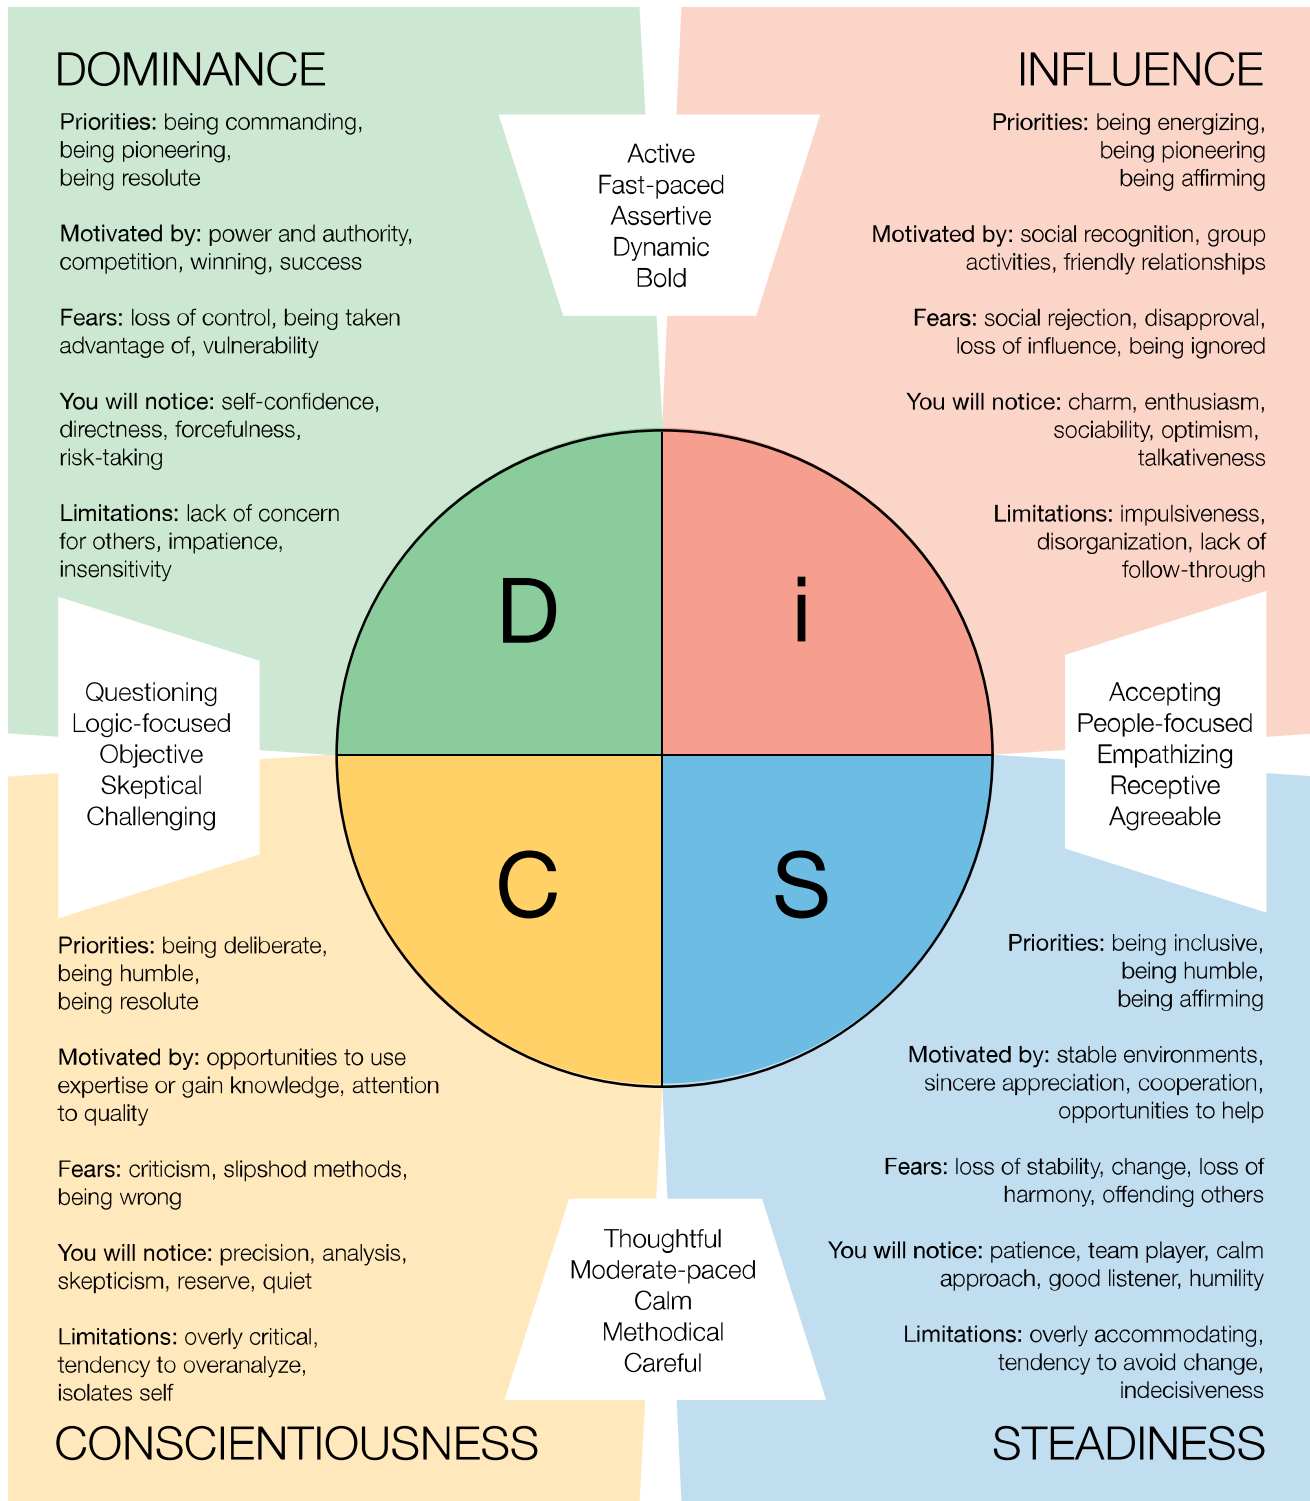 DOMINANCE
Priorities: being commanding,
being pioneering,
being resolute
Motivated by: power and authority,
competition, winning, success
Fears: loss of control, being taken
advantage of, vulnerability
You will notice: self-confidence,
directness, forcefulness,
risk-taking
Limitations: lack of concern
for others, impatience,
insensitivity
Active
Fast-paced
Assertive
Dynamic
Bold
INFLUENCE
Priorities: being energizing,
being pioneering
being affirming
Motivated by: social recognition, group
activities, friendly relationships
Fears: social rejection, disapproval,
loss of influence, being ignored
You will notice: charm, enthusiasm,
sociability, optimism,
talkativeness
Limitations: impulsiveness,
disorganization, lack of
follow-through
D
i
Questioning
Logic-focused
Objective
Skeptical
Challenging
Accepting
People-focused
Empathizing
Receptive
Agreeable
C
S
Priorities: being deliberate,
being humble,
being resolute
Motivated by: opportunities to use
expertise or gain knowledge, attention
to quality
Fears: criticism, slipshod methods,
being wrong
You will notice: precision, analysis,
skepticism, reserve, quiet
Limitations: overly critical,
tendency to overanalyze,
isolates self
CONSCIENTIOUSNESS
Thoughtful
Moderate-paced
Calm
Methodical
Careful
Priorities: being inclusive,
being humble,
being affirming
Motivated by: stable environments,
sincere appreciation, cooperation,
opportunities to help
Fears: loss of stability, change, loss of
harmony, offending others
You will notice: patience, team player, calm
approach, good listener, humility
Limitations: overly accommodating,
tendency to avoid change,
indecisiveness
STEADINESS